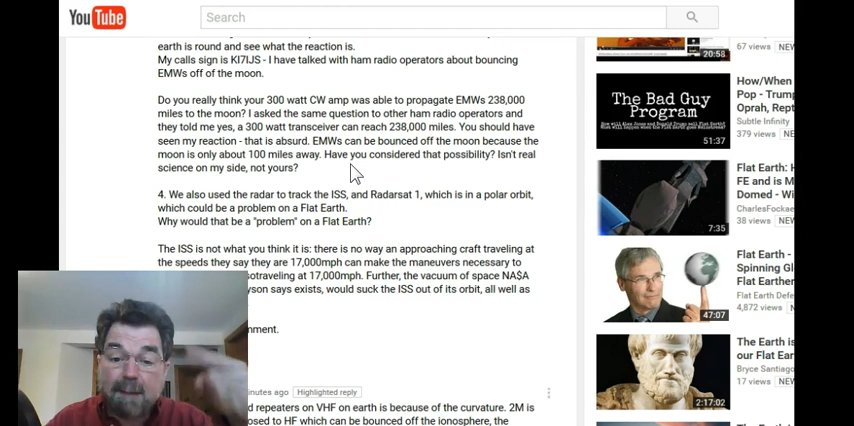 You Tube
Search
earth is round and see what the reaction is.
My calls sign is KI7IJS - I have talked with ham radio operators about bouncing
EMWs off of the moon.
Do you really think your 300 watt CW amp was able to propagate EMWs 238,000
miles to the moon? I asked the same question to other ham radio operators and
they told me yes, a 300 watt transceiver can reach 238,000 miles. You should have
seen my reaction - that is absurd. EMWs can be bounced off the moon because the
moon is only about 100 miles away. Have you considered that possibility? Isn't real
science on my side, not yours?
4. We also used the radar to track the ISS, and Radarsat 1, which is in a polar orbit,
which could be a problem on a Flat Earth.
Why would that be a "problem" on a Flat Earth?
The ISS is not what you think it is: there is no way an approaching craft traveling at
the speeds they say they are 17,000mph can make the maneuvers necessary to
sotraveling at 17,000mph. Further, the vacuum of space NA$A
yson says exists, would suck the ISS out of its orbit, all well as
nment.
inutes ago Highlighted reply
d repeaters on VHF on earth is because of the curvature. 2M is
osed to HF which can be bounced off the ionosphere, the
20:58
67 views NEW
The Bad Guy
Program
51:37
How/When
Pop - Trump
Oprah, Rept
Subtle Infinity
379 views NEW
7:35
Flat Earth:
FE and is M
Domed - Wi
CharlesFockae
38 views NEW
47:07
Flat Earth -
Spinning Gl
Flat Earther
Flat Earth Defe
4,872 views
2:17:02
The Earth is
our Flat Ear
Bryce Santiago
17 views NEW